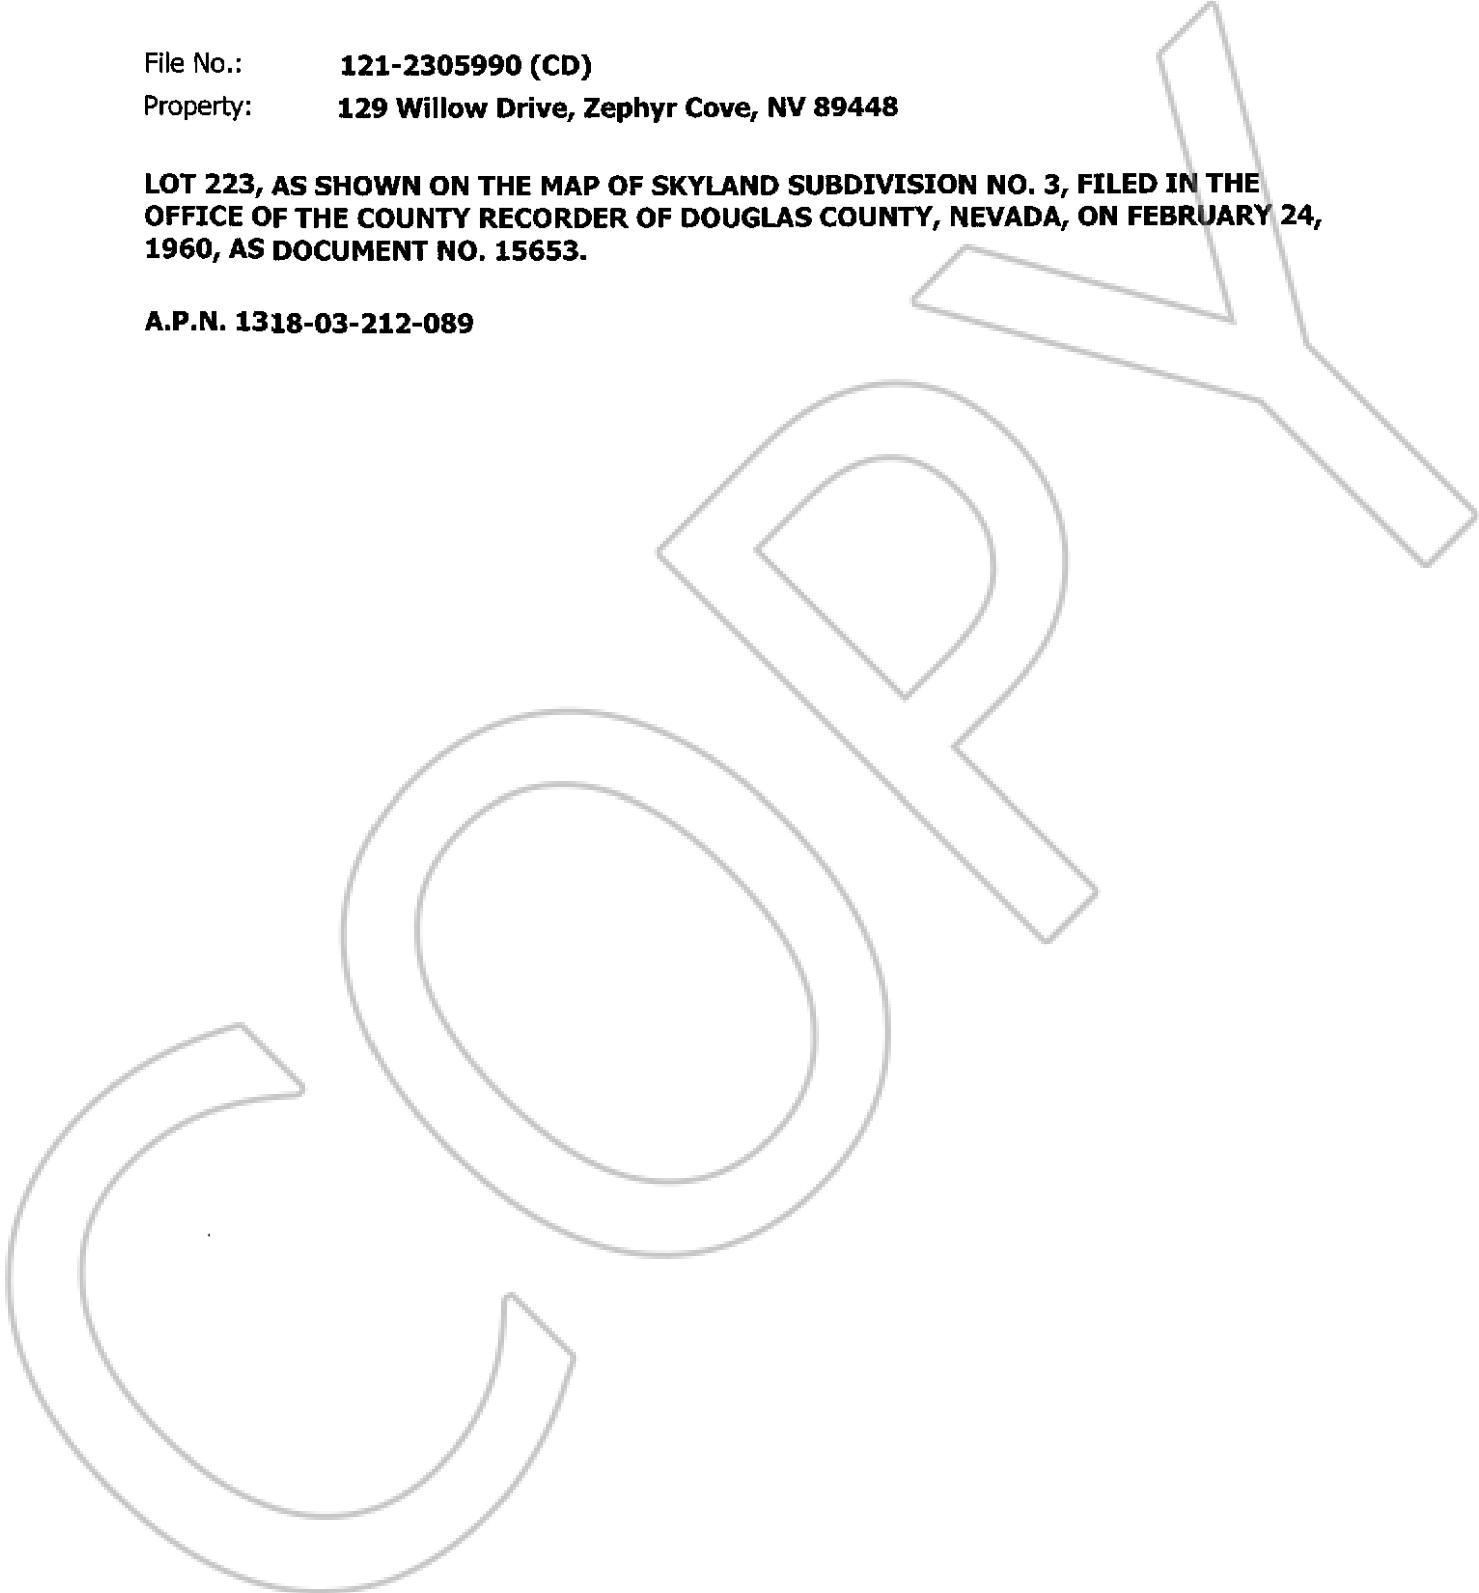 File No.: 121-2305990 (CD)
Property: 129 Willow Drive, Zephyr Cove, NV 89448
LOT 223, AS SHOWN ON THE MAP OF SKYLAND SUBDIVISION NO. 3, FILED IN THE
OFFICE OF THE COUNTY RECORDER OF DOUGLAS COUNTY, NEVADA, ON FEBRUARY 24,
1960, AS DOCUMENT NO. 15653.
A.P.N. 1318-03-212-089
COPY